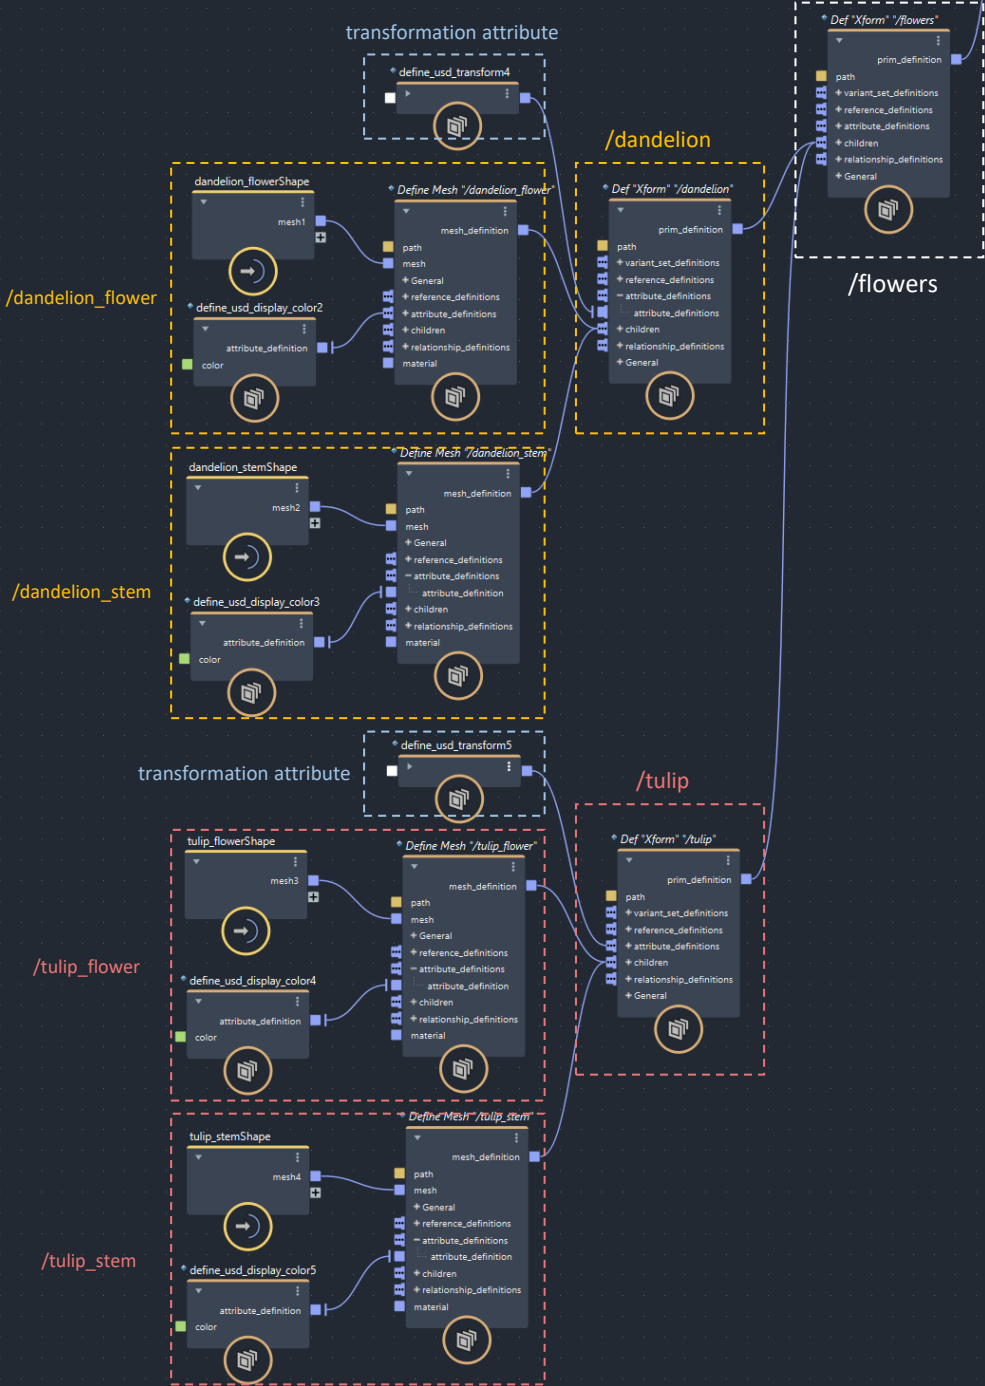 Def "Xform" "/flowers"
prim_definition
path
variant_set_definitions
reference_definitions
attribute_definitions
children
relationship_definitions
General
/flowers
transformation attribute
define_usd_transform4
/dandelion
Def "Xform" "/dandelion"
prim_definition
path
variant_set_definitions
reference_definitions
attribute_definitions
attribute_definitions
children
relationship_definitions
General
/dandelion_flower
dandelion_flowerShape
mesh1
define_usd_display_color2
attribute_definition
color
Define Mesh "/dandelion_flower"
mesh_definition
path
mesh
General
reference_definitions
attribute_definitions
children
relationship_definitions
material
/dandelion_stem
dandelion_stemShape
mesh2
define_usd_display_color3
attribute_definition
color
Define Mesh "/dandelion_stem"
mesh_definition
path
mesh
General
reference_definitions
attribute_definitions
attribute_definition
children
relationship_definitions
material
transformation attribute
define_usd_transform5
/tulip
Def "Xform" "/tulip"
prim_definition
path
variant_set_definitions
reference_definitions
attribute_definitions
children
relationship_definitions
General
/tulip_flower
tulip_flowerShape
mesh3
define_usd_display_color4
attribute_definition
color
Define Mesh "/tulip_flower"
mesh_definition
path
mesh
General
reference_definitions
attribute_definitions
attribute_definition
children
relationship_definitions
material
/tulip_stem
tulip_stemShape
mesh4
define_usd_display_color5
attribute_definition
color
Define Mesh "/tulip_stem"
mesh_definition
path
mesh
General
reference_definitions
attribute_definitions
attribute_definition
children
relationship_definitions
material